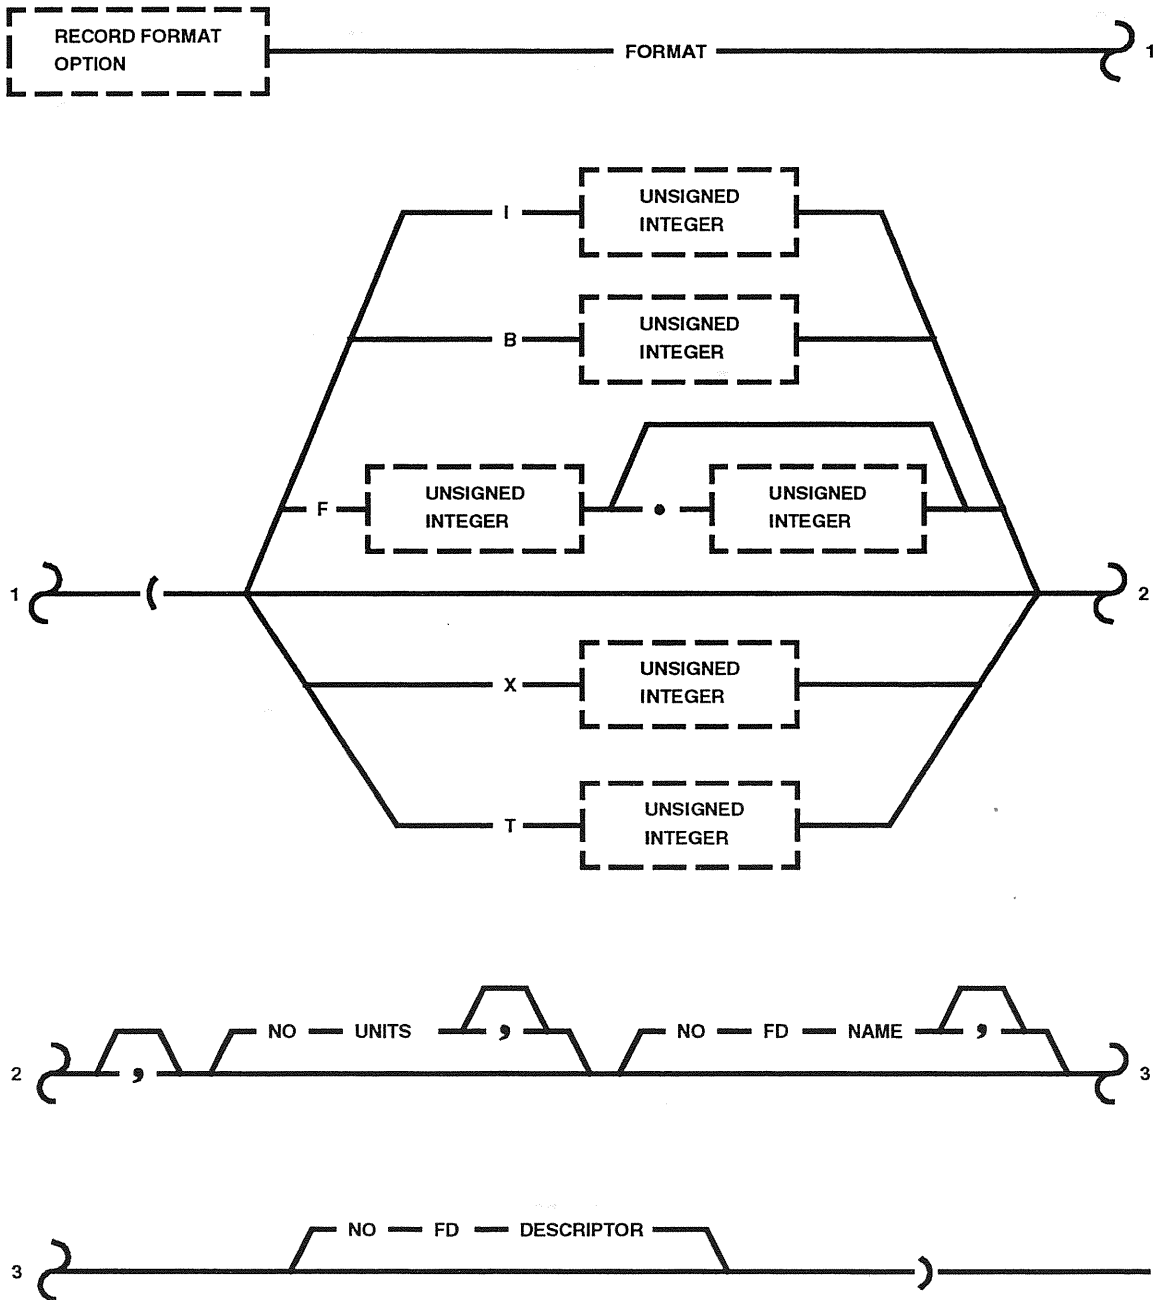 RECORD FORMAT
OPTION
FORMAT
1
I
UNSIGNED
INTEGER
B
UNSIGNED
INTEGER
F
UNSIGNED
INTEGER
•
UNSIGNED
INTEGER
1
(
2
X
UNSIGNED
INTEGER
T
UNSIGNED
INTEGER
NO UNITS ,
NO FD NAME ,
2
,
3
NO FD DESCRIPTOR
3
)